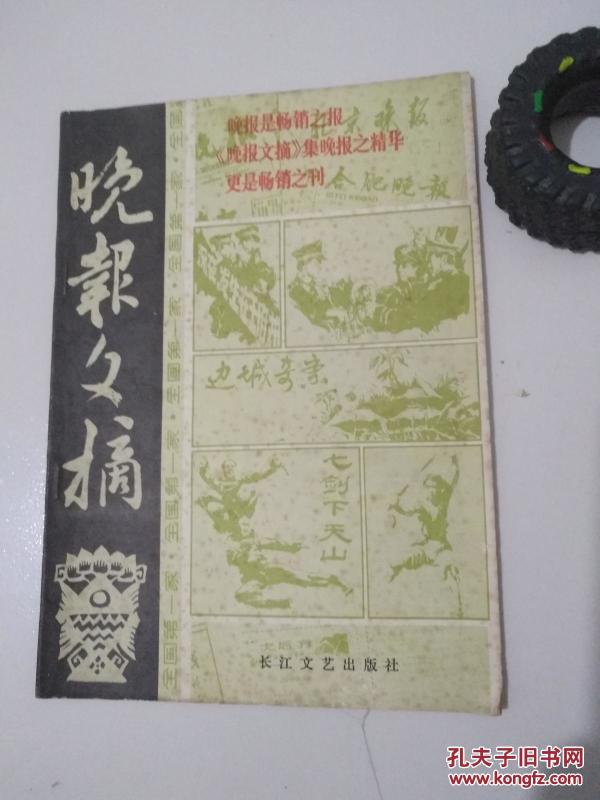 晚報文摘
全国第一家·全国第一家·全国第一家·全国第一家·全国
晚报是畅销之报
《晚报文摘》集晚报之精华
更是畅销之刊
北京晚报
合肥晚报
边城奇案
七剑下天山
长江文艺出版社
孔夫子旧书网
www.kongfz.com